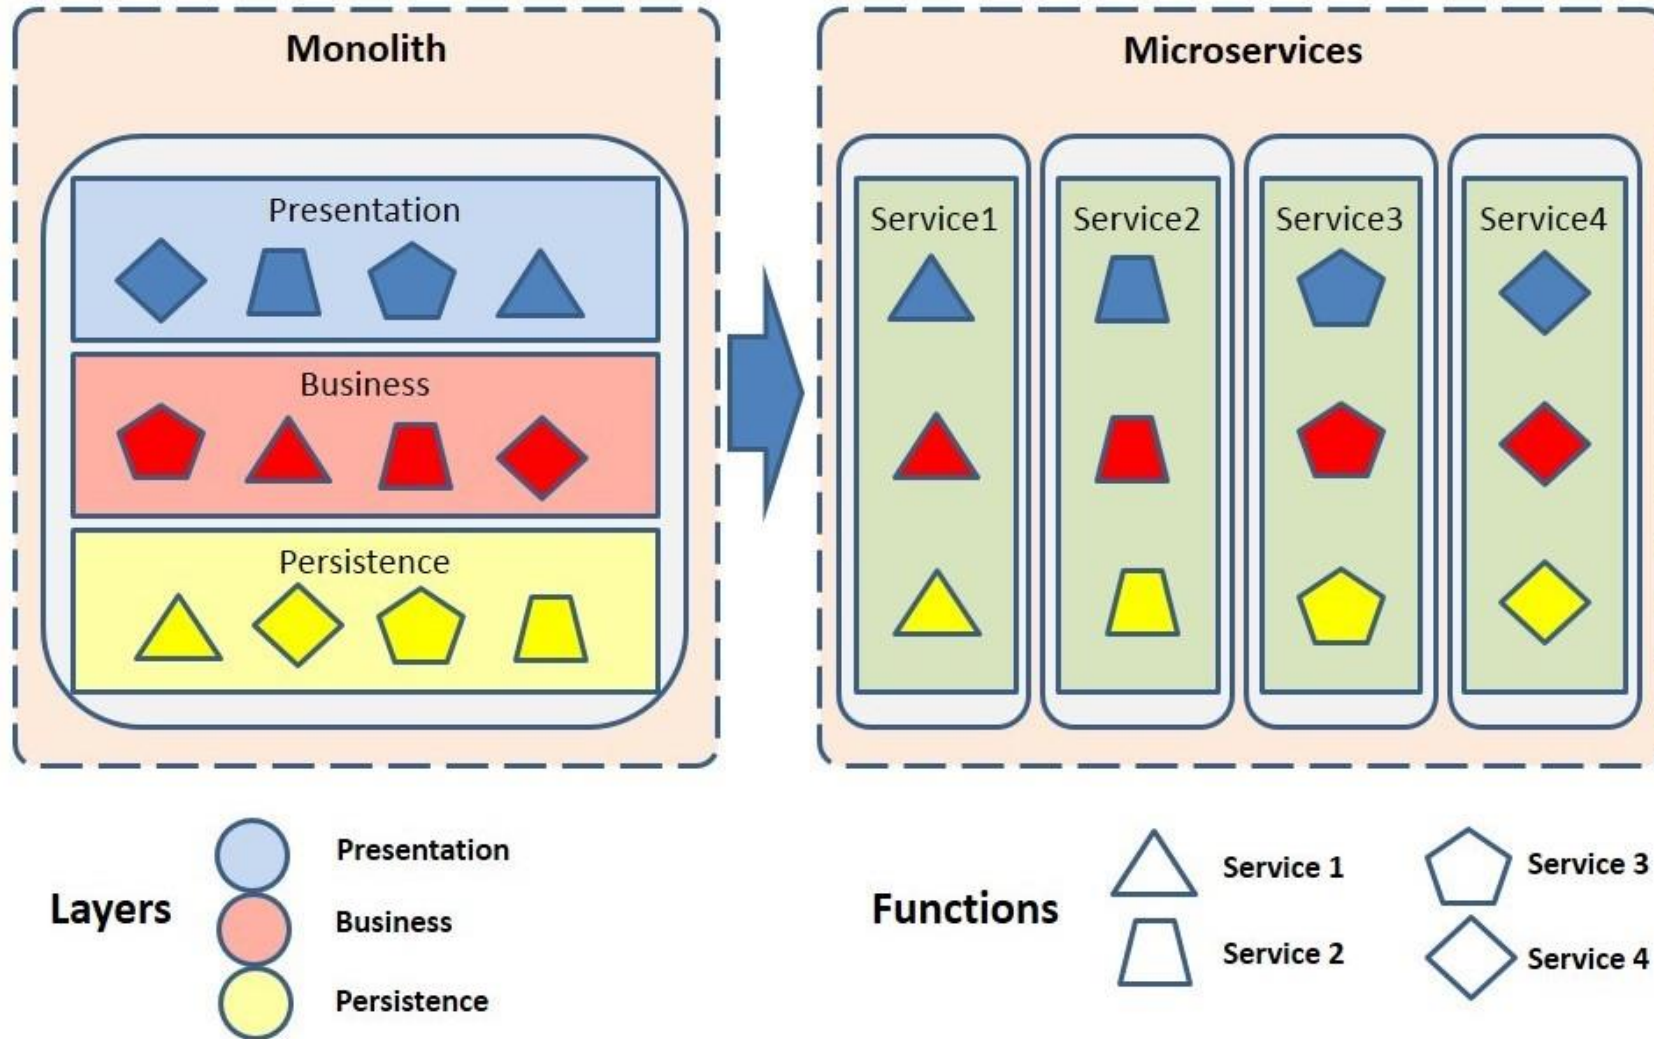 Monolith
Presentation
Business
Persistence
Microservices
Service1
Service2
Service3
Service4
Layers
Presentation
Business
Persistence
Functions
Service 1
Service 2
Service 3
Service 4